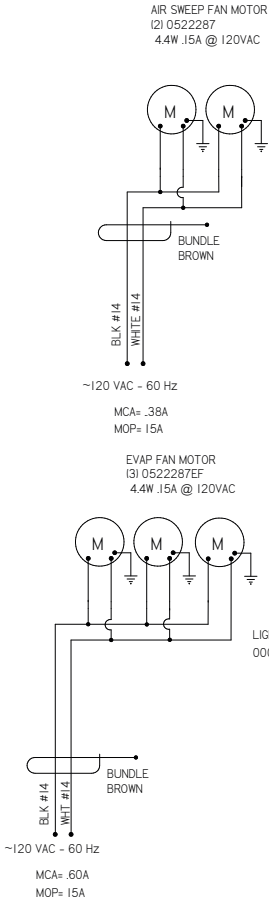 AIR SWEEP FAN MOTOR
(2) 0522287
4.4W .15A @ 120VAC
M M
BUNDLE
BROWN
BLK #14
WHITE #14
~120 VAC - 60 Hz
MCA= .38A
MOP= 15A
EVAP FAN MOTOR
(3) 0522287EF
4.4W .15A @ 120VAC
M M M
BUNDLE
BROWN
BLK #14
WHT #14
~120 VAC - 60 Hz
MCA= .60A
MOP= 15A